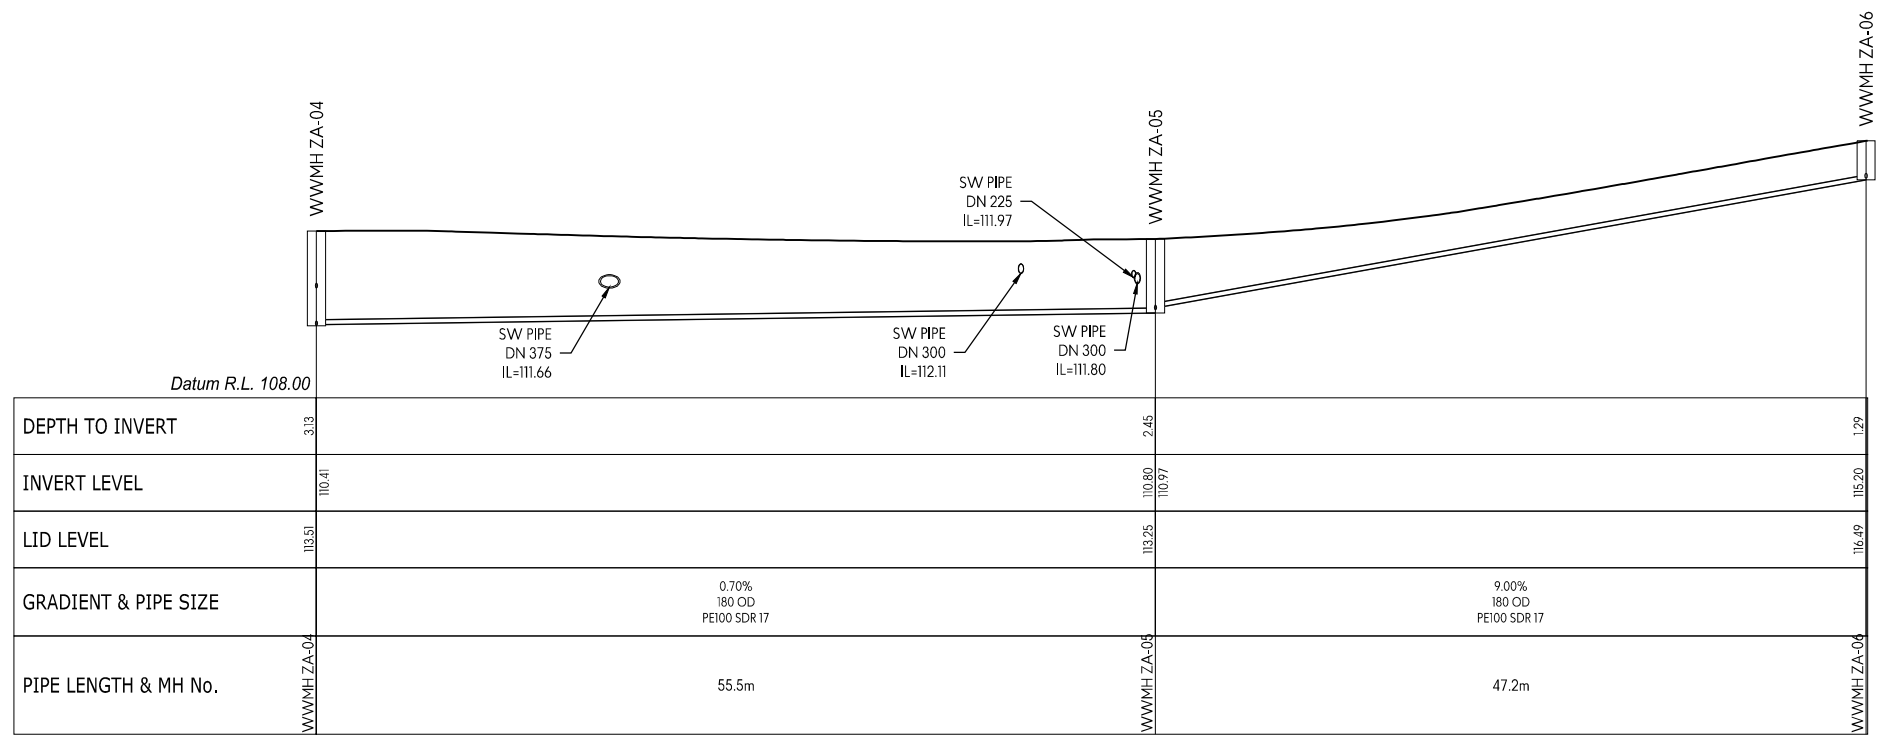 WWMH ZA-04
WWMH ZA-05
WWMH ZA-06
SW PIPE
DN 225
IL=111.97
SW PIPE
DN 375
IL=111.66
SW PIPE
DN 300
IL=112.11
SW PIPE
DN 300
IL=111.80
Datum R.L. 108.00
DEPTH TO INVERT
3.13
2.45
1.29
INVERT LEVEL
110.41
110.80
110.97
115.20
LID LEVEL
113.51
113.25
116.49
GRADIENT & PIPE SIZE
0.70%
180 OD
PE100 SDR 17
9.00%
180 OD
PE100 SDR 17
PIPE LENGTH & MH No.
WWMH ZA-04
55.5m
WWMH ZA-05
47.2m
WWMH ZA-06